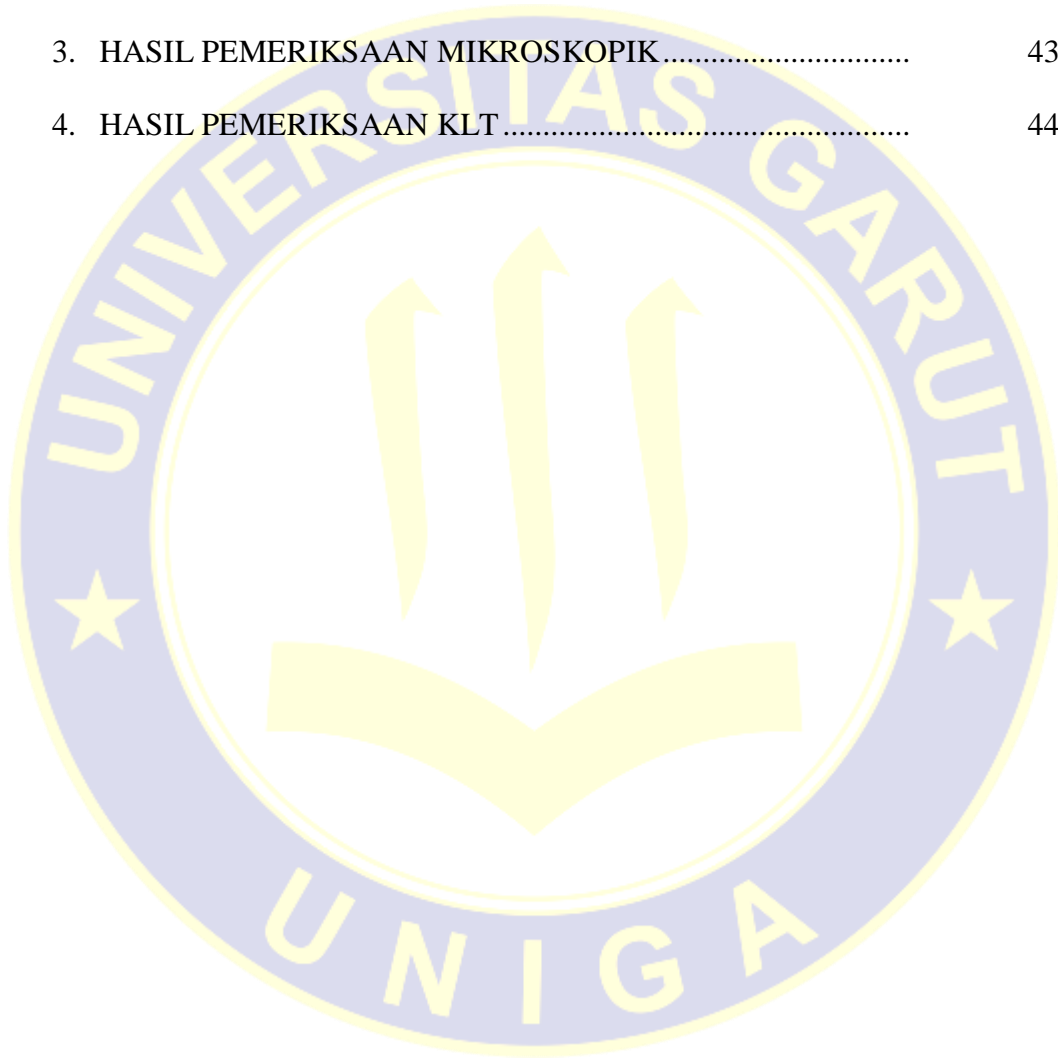 3. HASIL PEMERIKSAAN MIKROSKOPIK.............................. 43
4. HASIL PEMERIKSAAN KLT................................................. 44
UNIVERSITAS GARUT
UNIGA